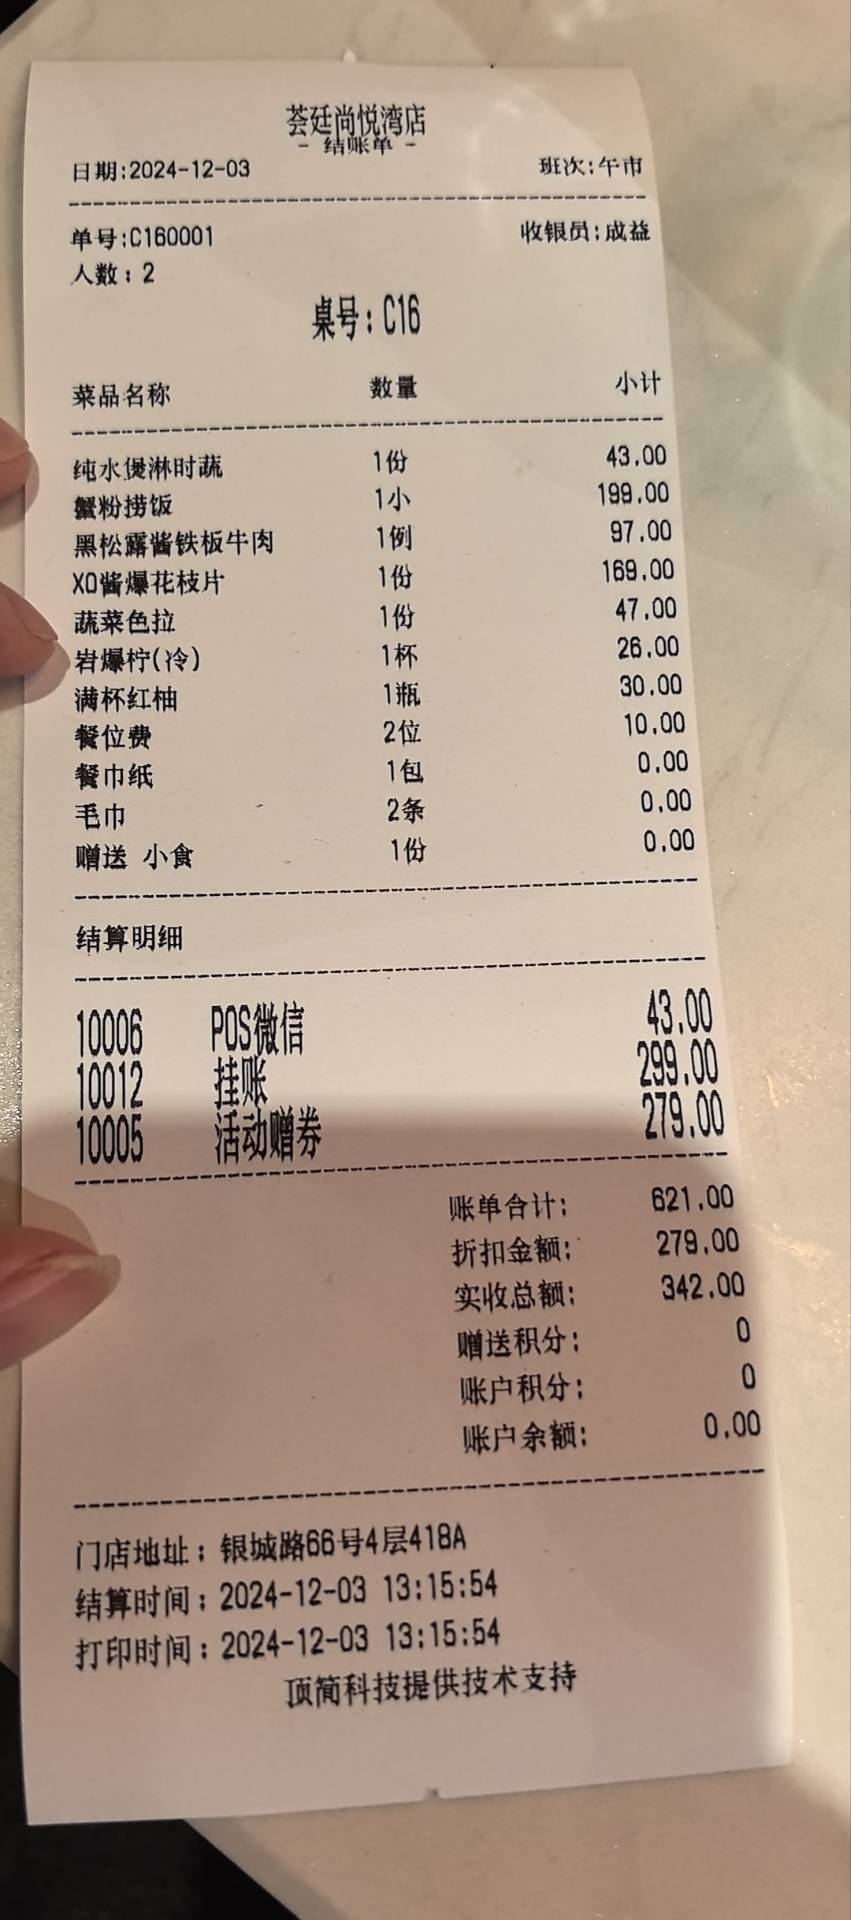 荟廷尚悦湾店
- 结账单 -
日期:2024-12-03 班次:午市
单号:C160001 收银员:成益
人数:2
桌号:C16
菜品名称 数量 小计
纯水煲淋时蔬 1份 43.00
蟹粉捞饭 1小 199.00
黑松露酱铁板牛肉 1例 97.00
XO酱爆花枝片 1份 169.00
蔬菜色拉 1份 47.00
岩爆柠(冷) 1杯 26.00
满杯红柚 1瓶 30.00
餐位费 2位 10.00
餐巾纸 1包 0.00
毛巾 2条 0.00
赠送 小食 1份 0.00
结算明细
10006 POS微信 43.00
10012 挂账 299.00
10005 活动赠券 279.00
账单合计: 621.00
折扣金额: 279.00
实收总额: 342.00
赠送积分: 0
账户积分: 0
账户余额: 0.00
门店地址:银城路66号4层418A
结算时间:2024-12-03 13:15:54
打印时间:2024-12-03 13:15:54
顶简科技提供技术支持